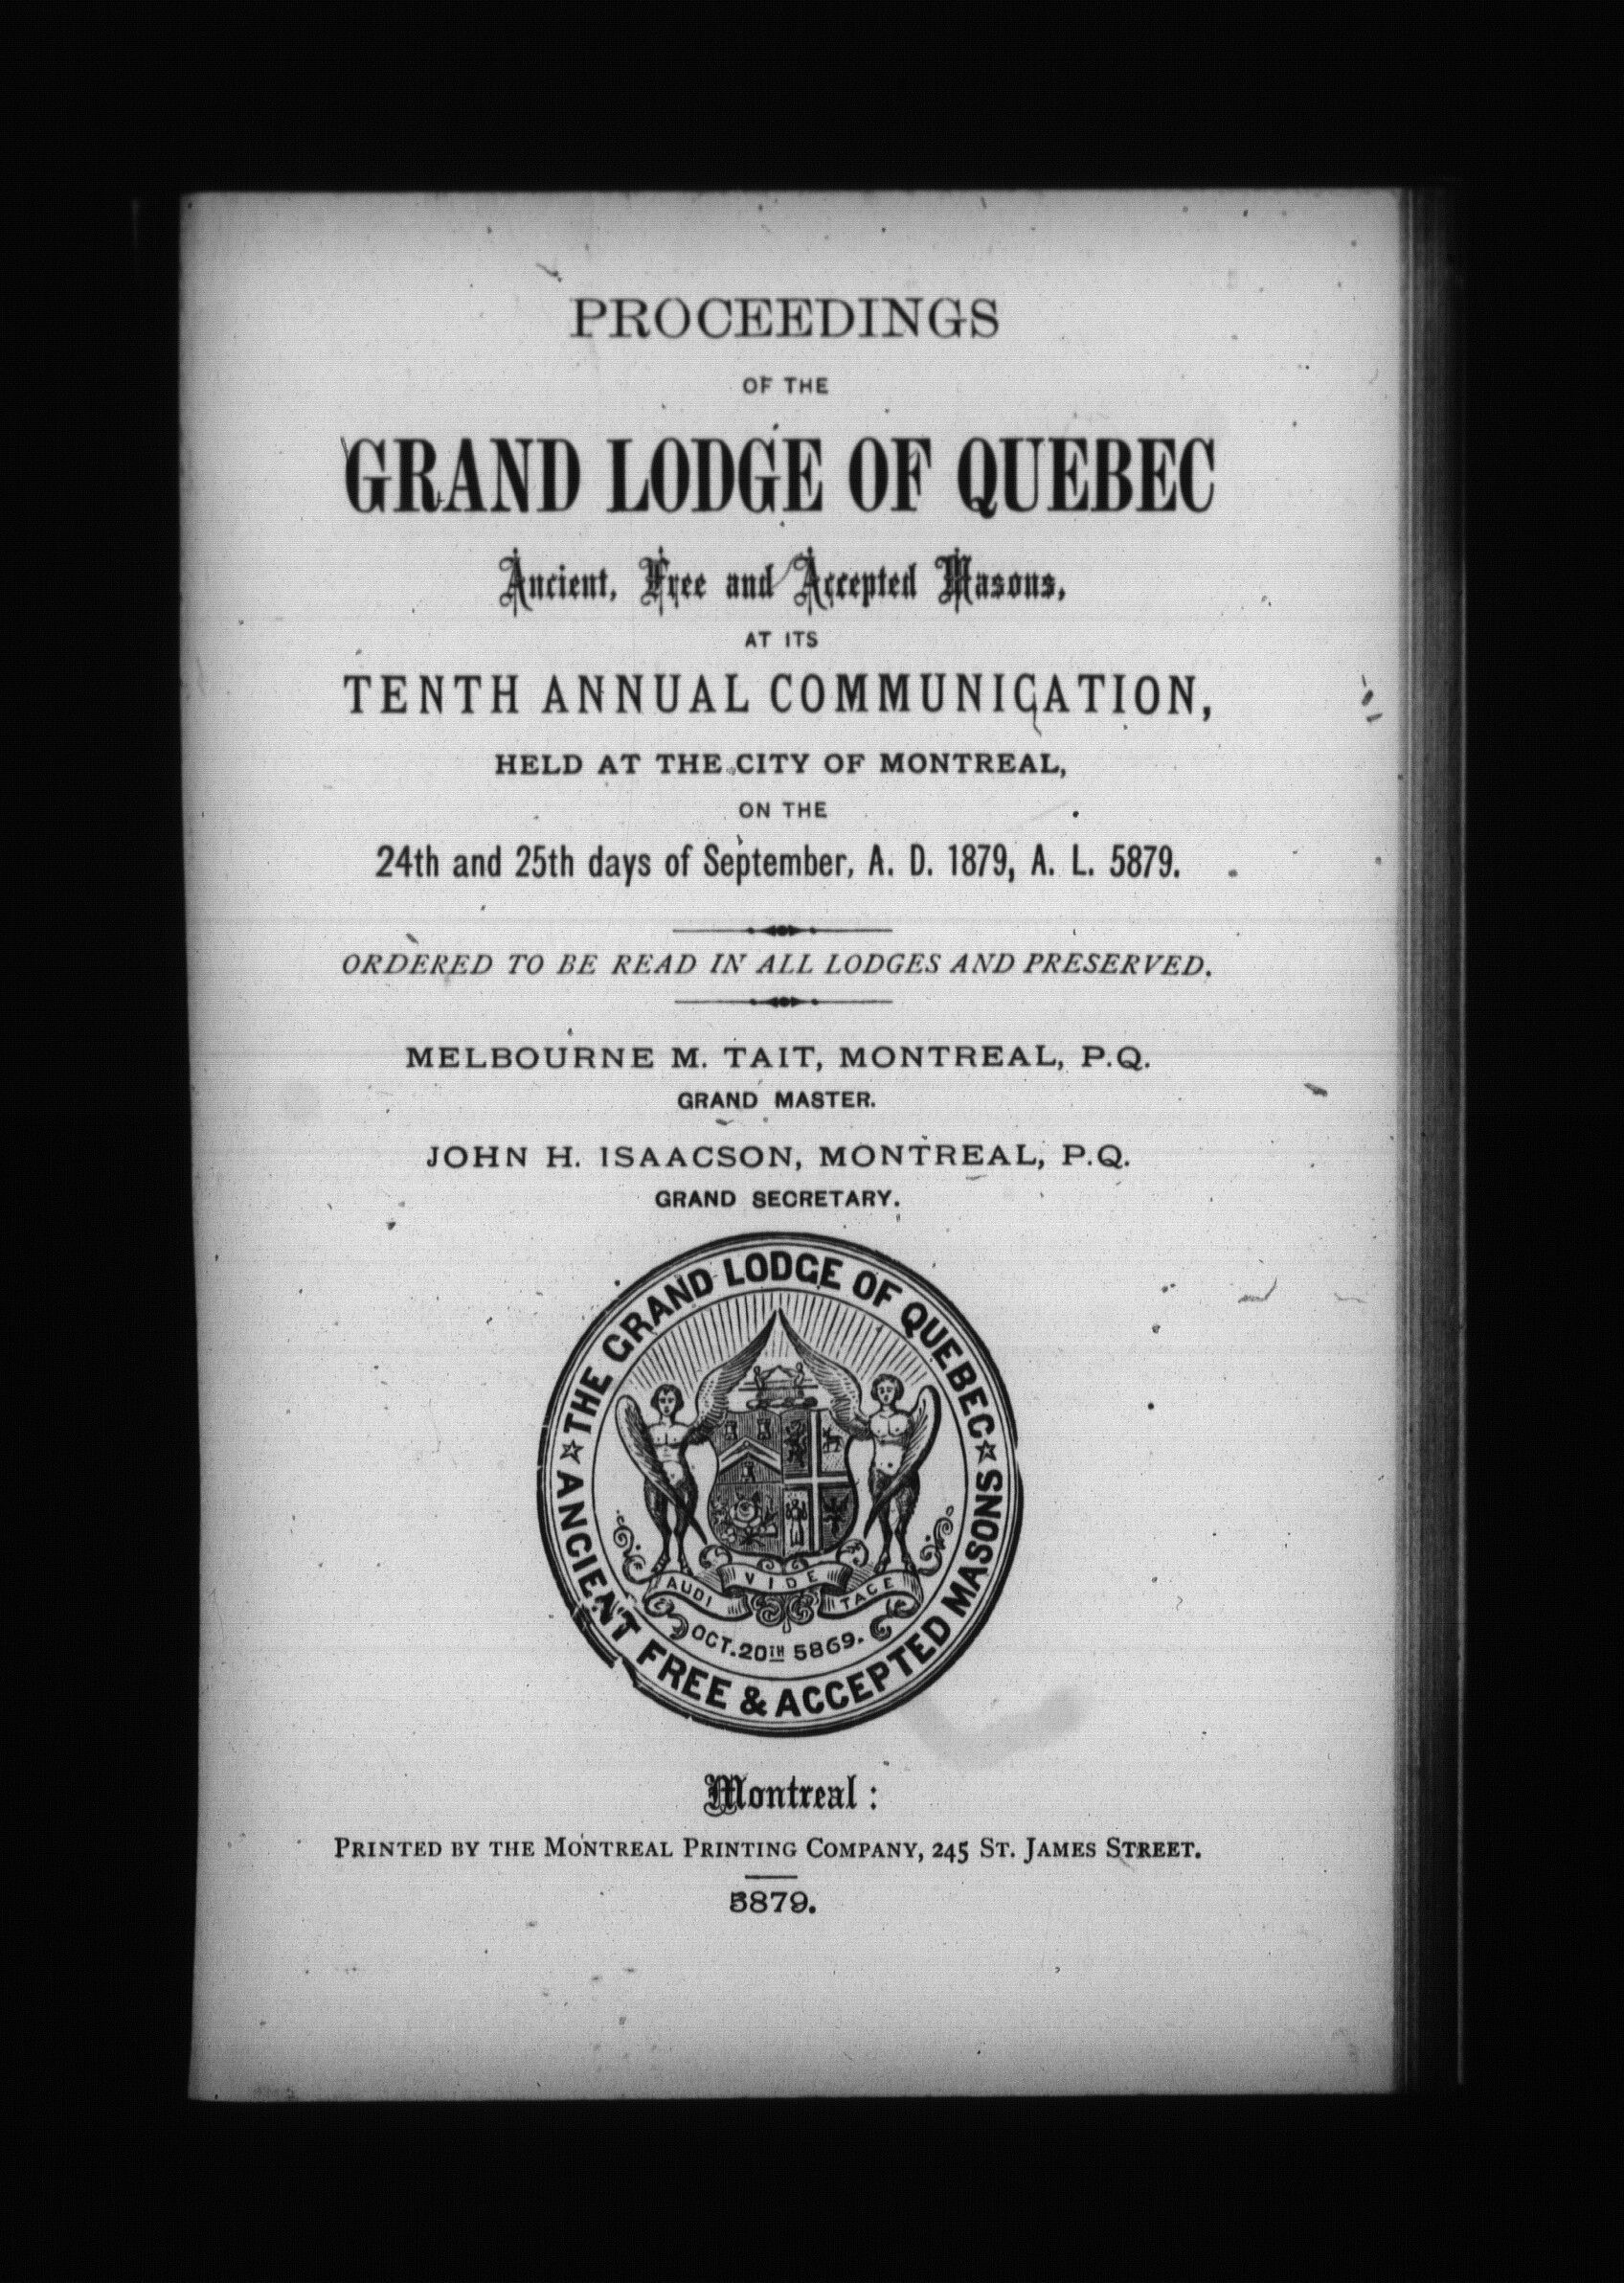 PROCEEDINGS
OF THE
GRAND LODGE OF QUEBEC
Ancient, Free and Accepted Masons,
AT ITS
TENTH ANNUAL COMMUNICATION,
HELD AT THE CITY OF MONTREAL,
ON THE
24th and 25th days of September, A. D. 1879, A. L. 5879.
ORDERED TO BE READ IN ALL LODGES AND PRESERVED.
MELBOURNE M. TAIT, MONTREAL, P.Q.
GRAND MASTER.
JOHN H. ISAACSON, MONTREAL, P.Q.
GRAND SECRETARY.
THE GRAND LODGE OF QUEBEC
ANCIENT FREE & ACCEPTED MASONS
AUDI VIDE TACE
OCT. 20TH 5869.
Montreal:
PRINTED BY THE MONTREAL PRINTING COMPANY, 245 ST. JAMES STREET.
5879.